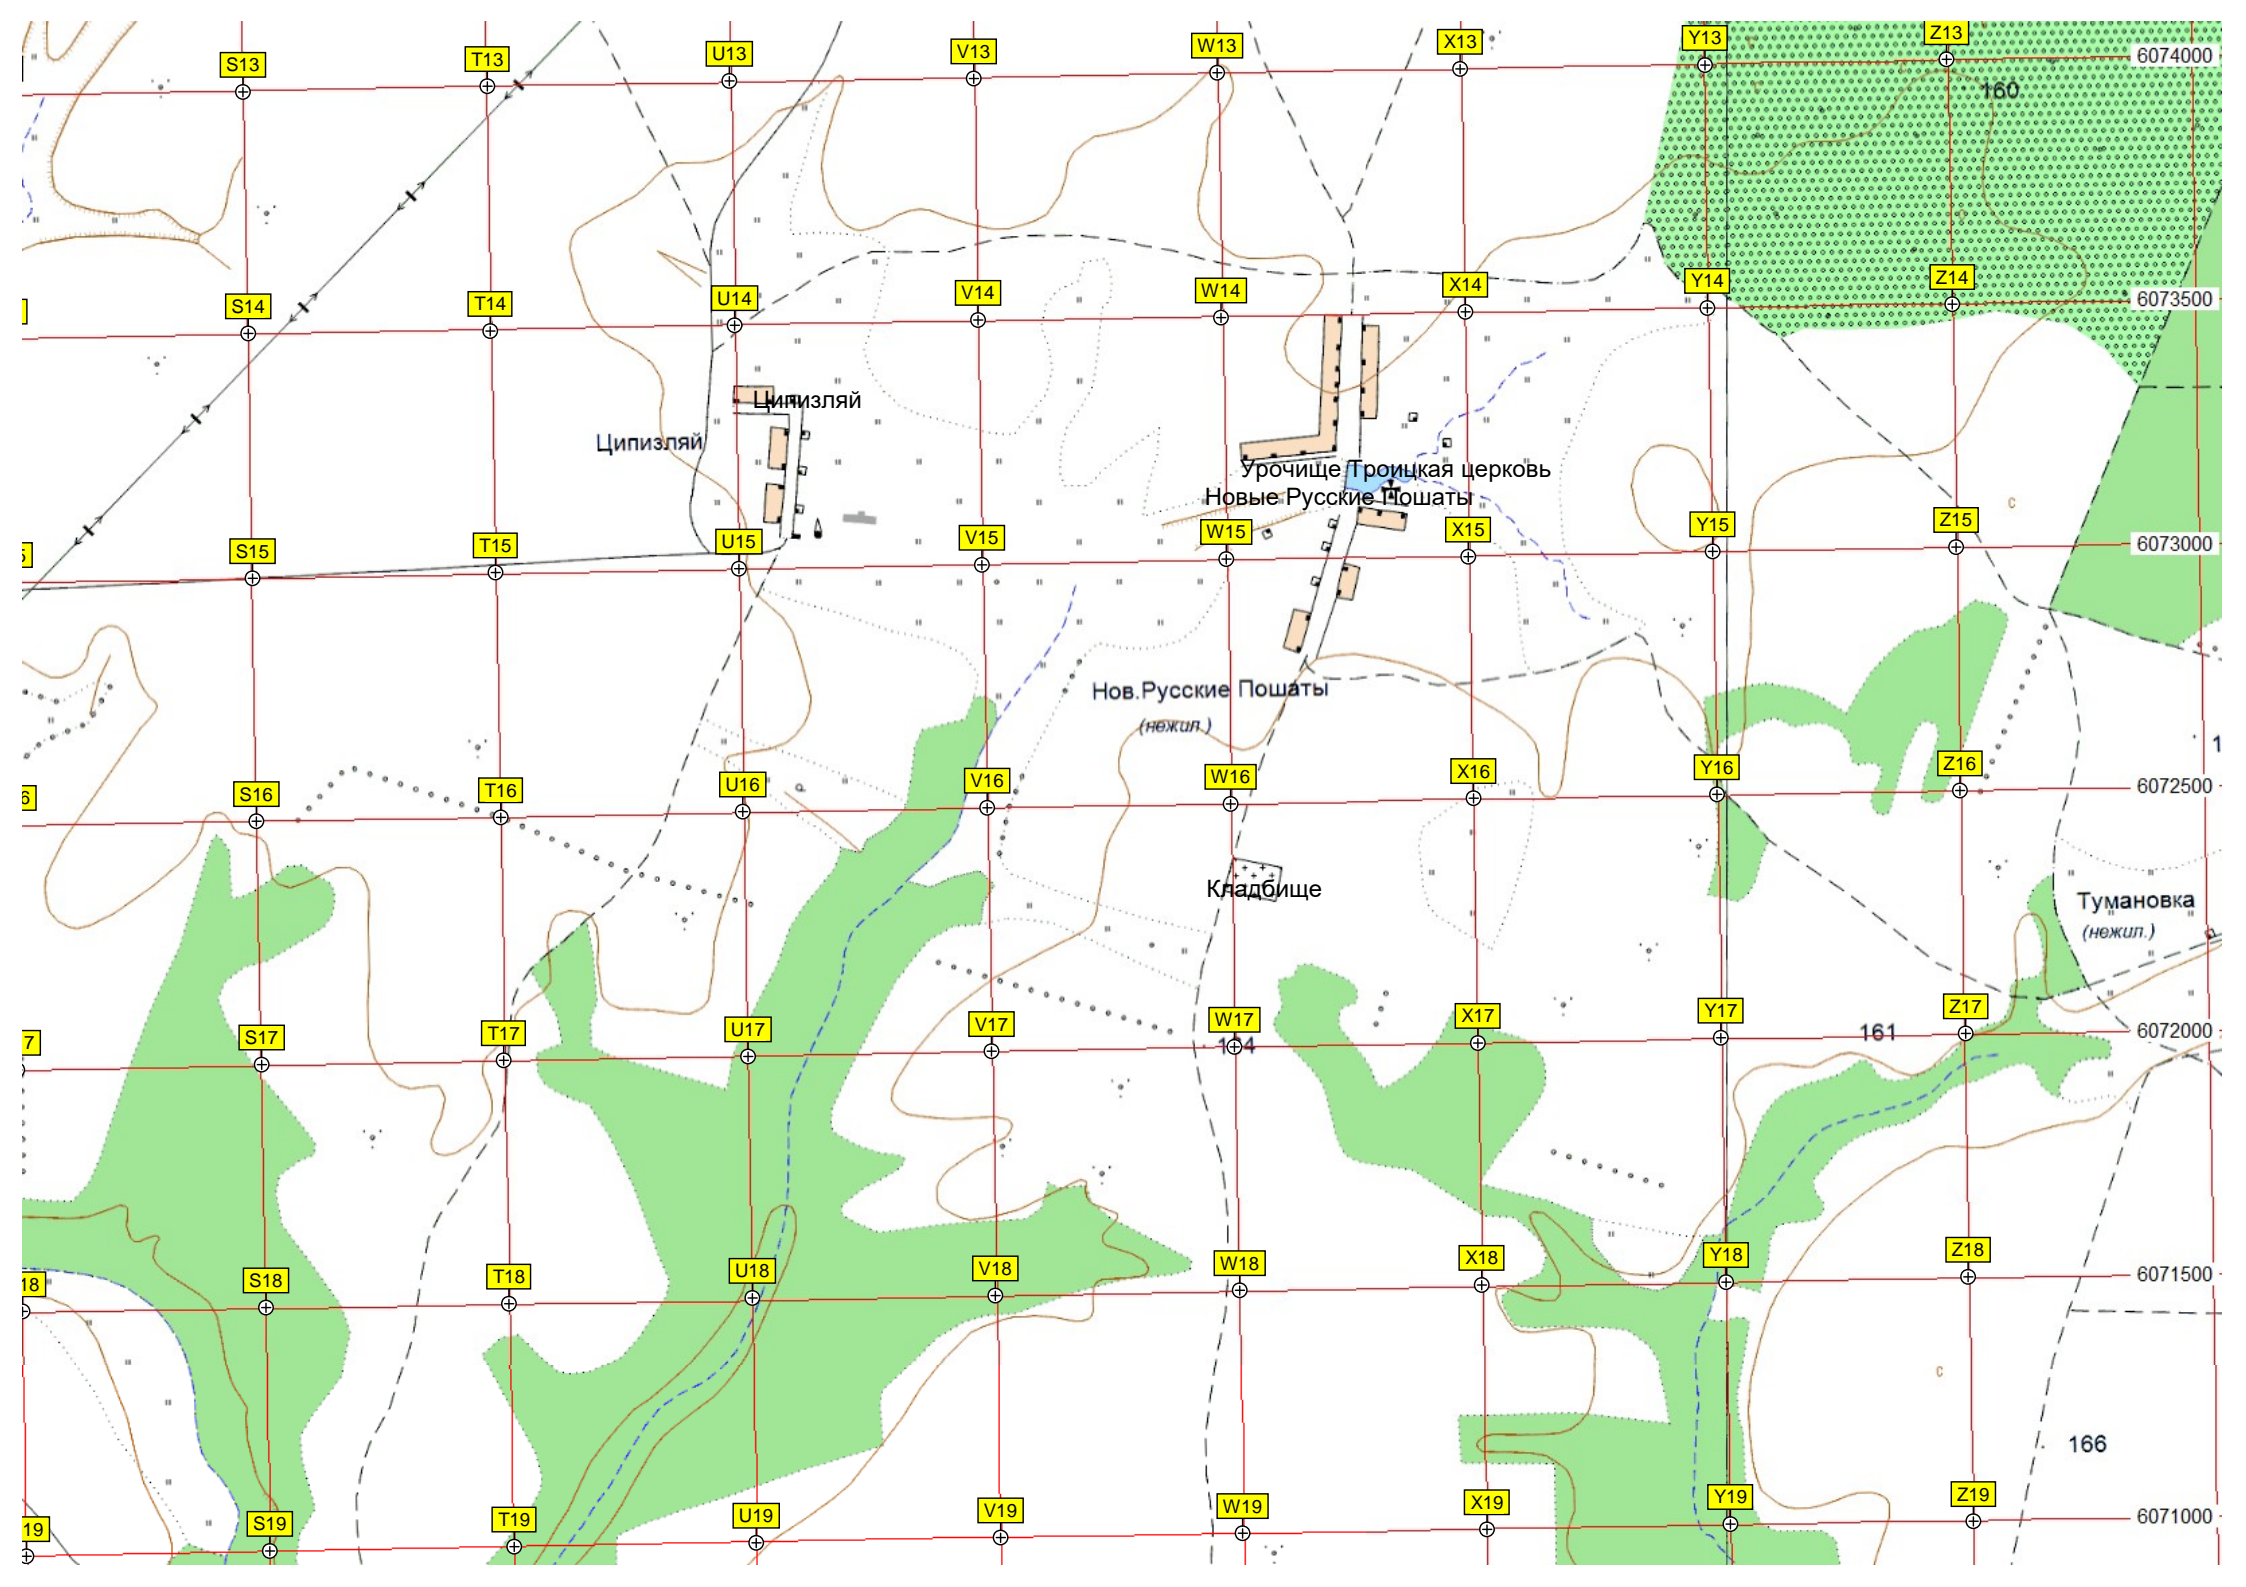 S13 T13 U13 V13 W13 X13 Y13 Z13 6074000
160
S14 T14 U14 V14 W14 X14 Y14 Z14 6073500
Ципизляй
Ципизляй
Урочище Троицкая церковь
Новые Русские Пошаты
S15 T15 U15 V15 W15 X15 Y15 Z15 6073000
с
Нов.Русские Пошаты
(нежил.)
S16 T16 U16 V16 W16 X16 Y16 Z16 6072500
Кладбище
Тумановка
(нежил.)
S17 T17 U17 V17 W17 X17 Y17 Z17 6072000
161
S18 T18 U18 V18 W18 X18 Y18 Z18 6071500
с
166
S19 T19 U19 V19 W19 X19 Y19 Z19 6071000